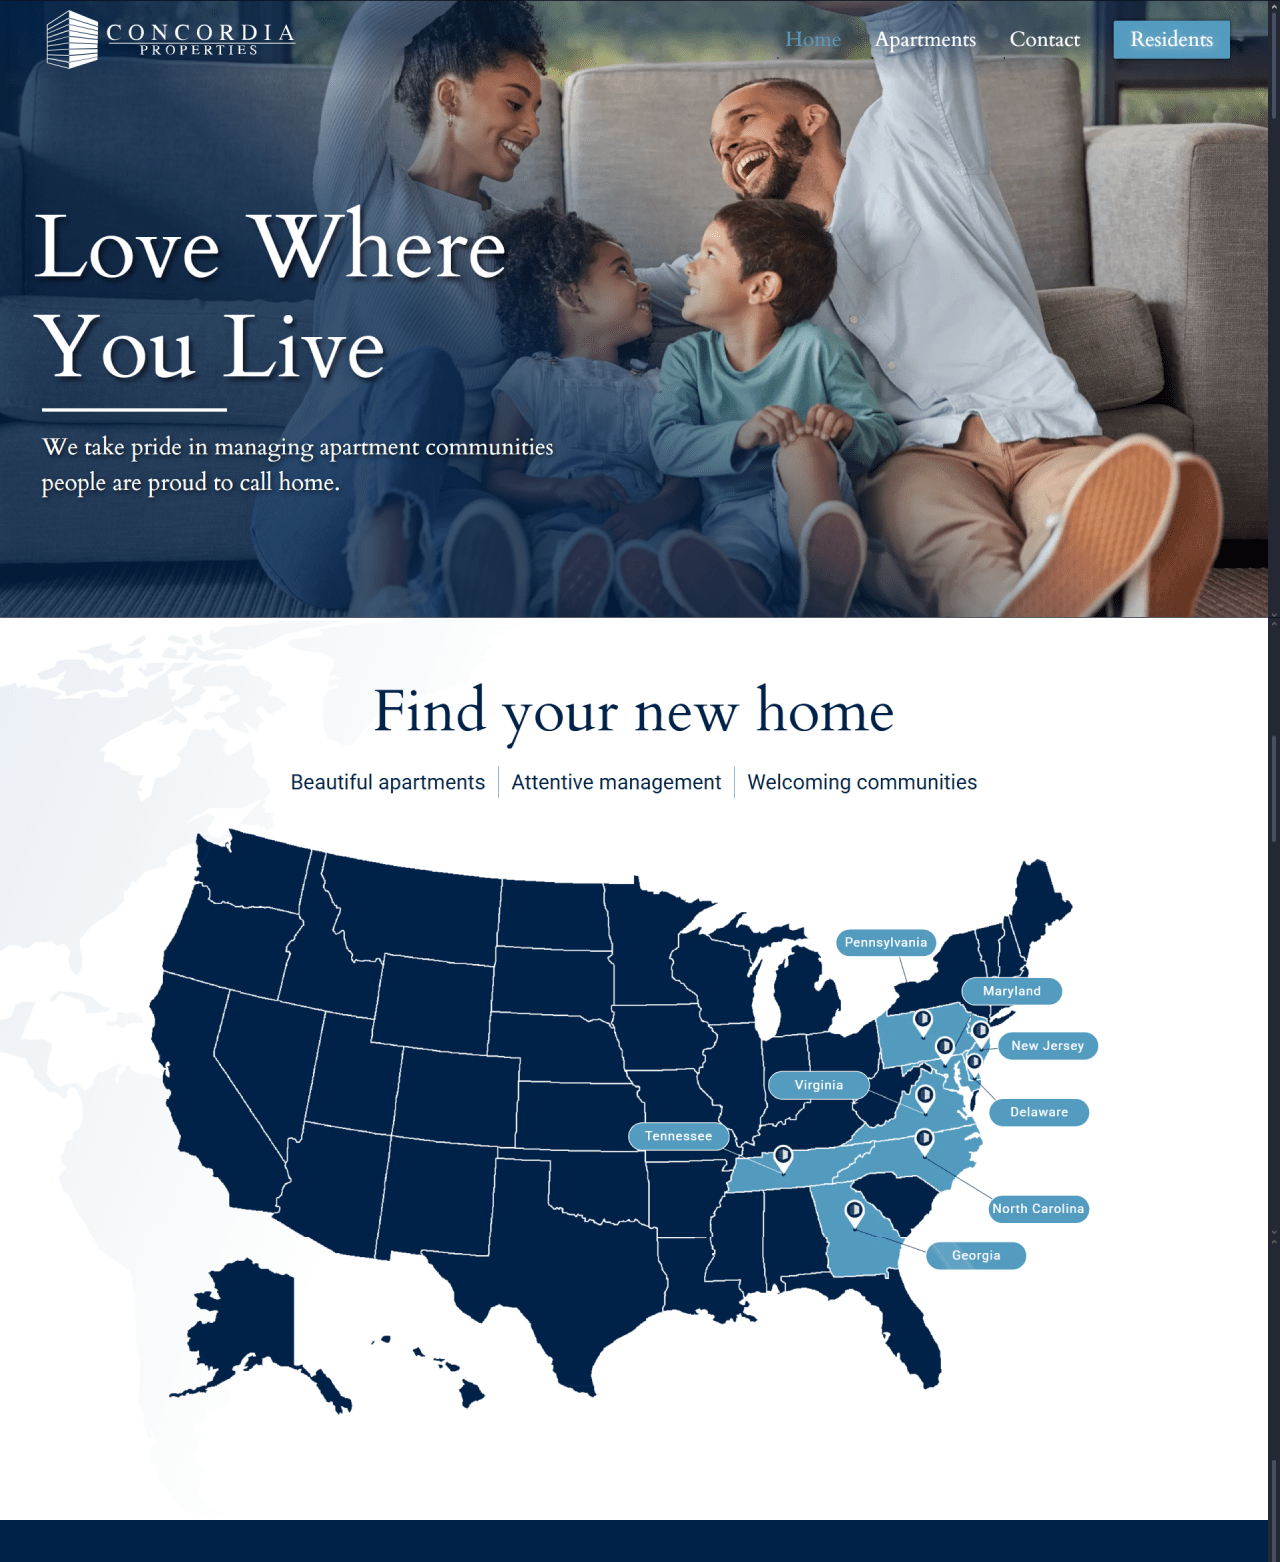 CONCORDIA
PROPERTIES
Home
Apartments
Contact
Residents
Love Where
You Live
We take pride in managing apartment communities
people are proud to call home.
Find your new home
Beautiful apartments
Attentive management
Welcoming communities
Pennsylvania
Maryland
New Jersey
Virginia
Delaware
Tennessee
North Carolina
Georgia